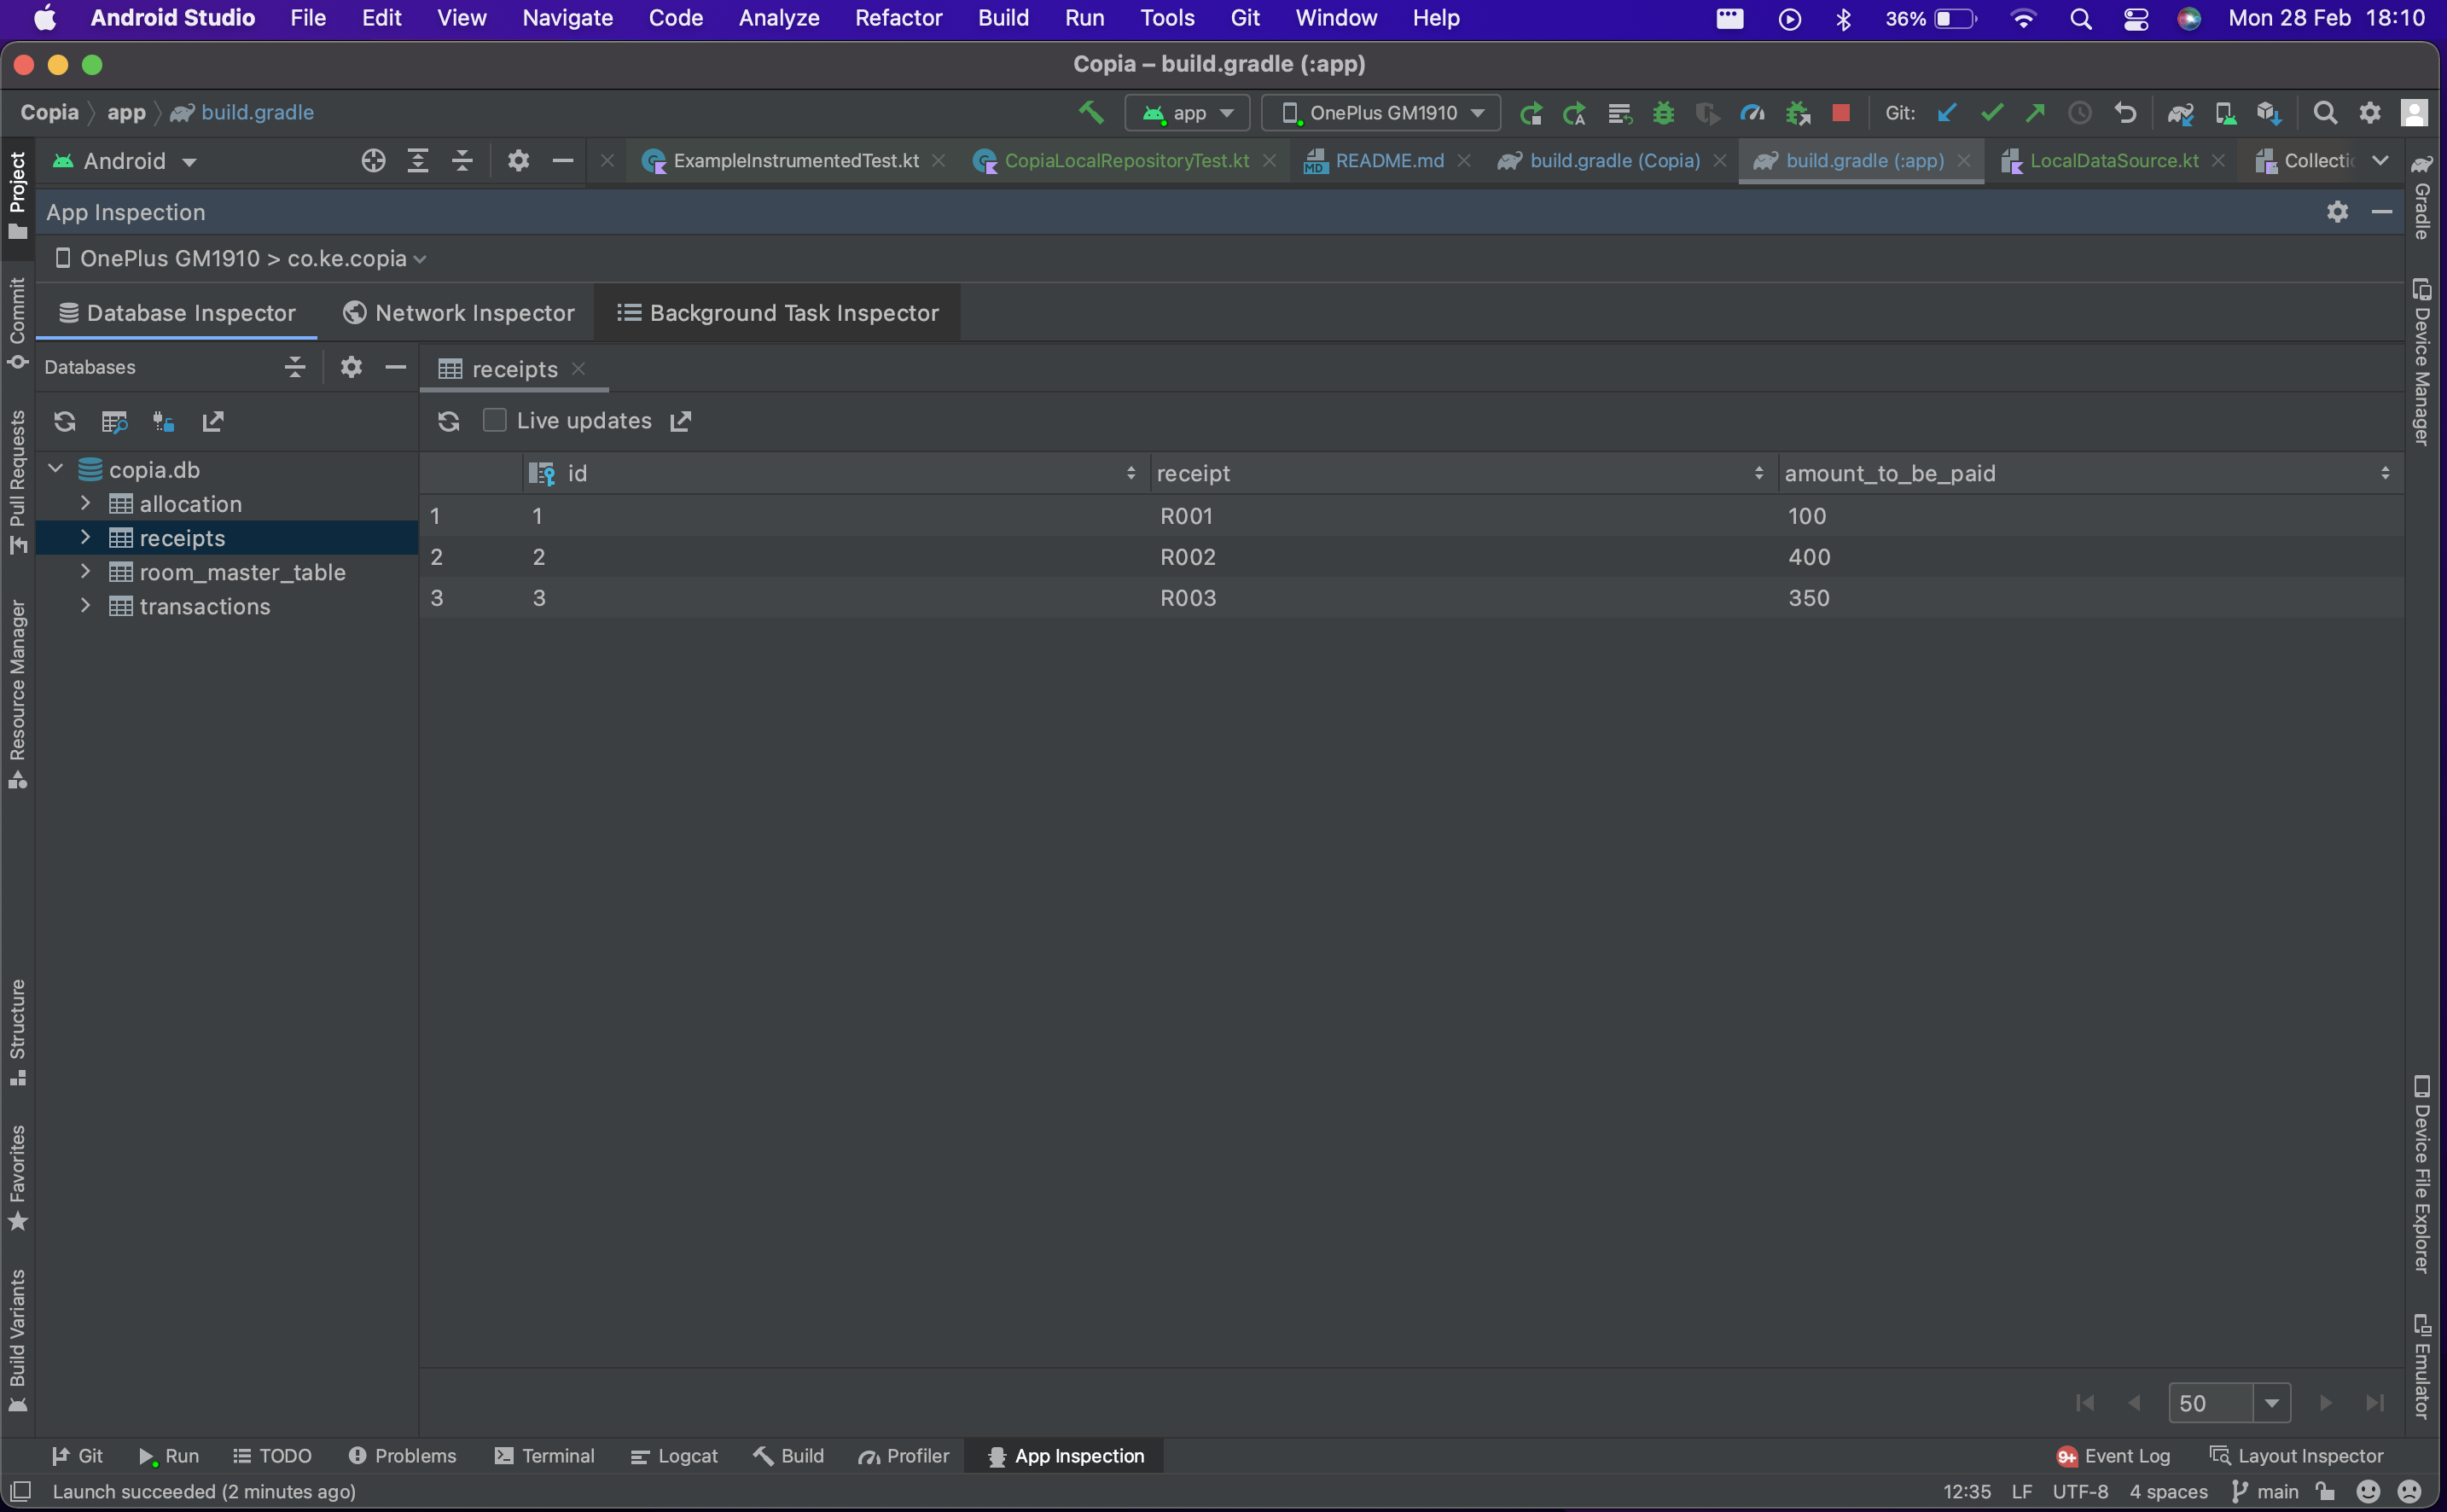 Android Studio File Edit View Navigate Code Analyze Refactor Build Run Tools Git Window Help 36% Mon 28 Feb 18:10
Copia – build.gradle (:app)
Copia app build.gradle app OnePlus GM1910 Git:
Android ExampleInstrumentedTest.kt CopiaLocalRepositoryTest.kt README.md build.gradle (Copia) build.gradle (:app) LocalDataSource.kt Collectic
App Inspection
OnePlus GM1910 > co.ke.copia
Database Inspector Network Inspector Background Task Inspector
Databases receipts
Live updates
copia.db id receipt amount_to_be_paid
allocation 1 1 R001 100
receipts 2 2 R002 400
room_master_table 3 3 R003 350
transactions
Project
Commit
Pull Requests
Resource Manager
Structure
Favorites
Build Variants
Gradle
Device Manager
Device File Explorer
Emulator
50
Git Run TODO Problems Terminal Logcat Build Profiler App Inspection 9+ Event Log Layout Inspector
Launch succeeded (2 minutes ago) 12:35 LF UTF-8 4 spaces main